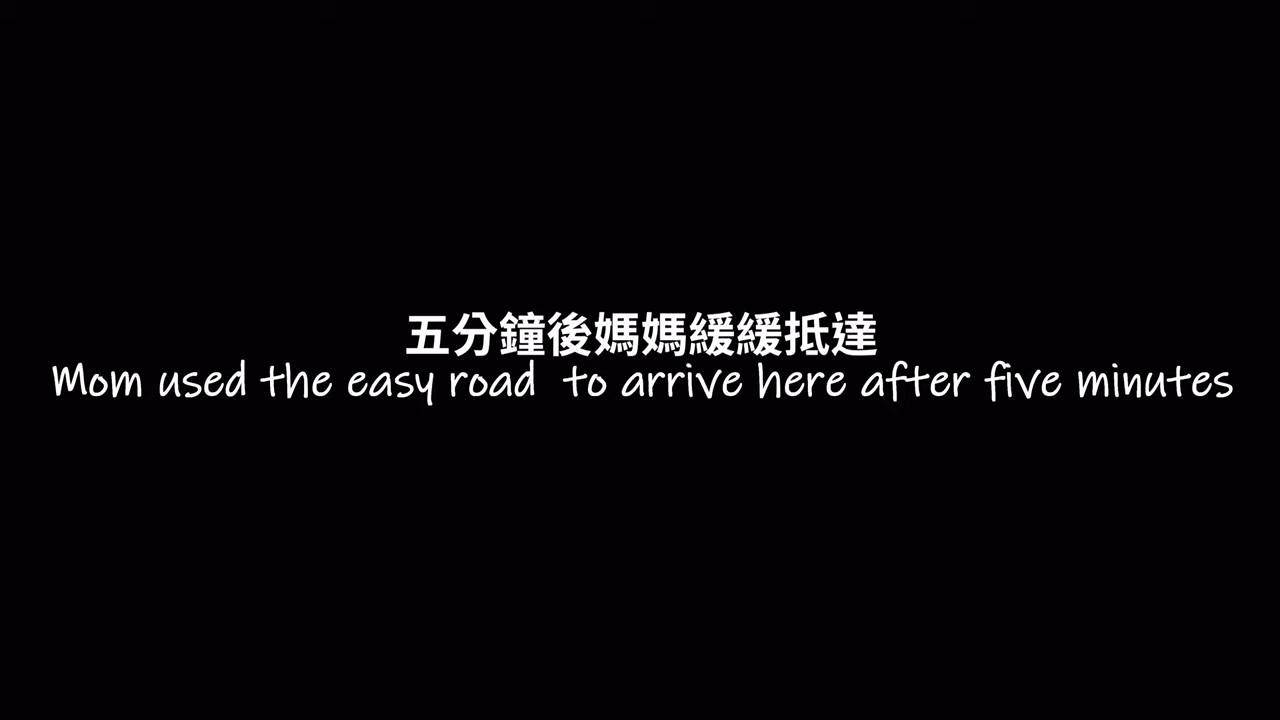 五分鐘後媽媽緩緩抵達
Mom used the easy road  to arrive here after five minutes